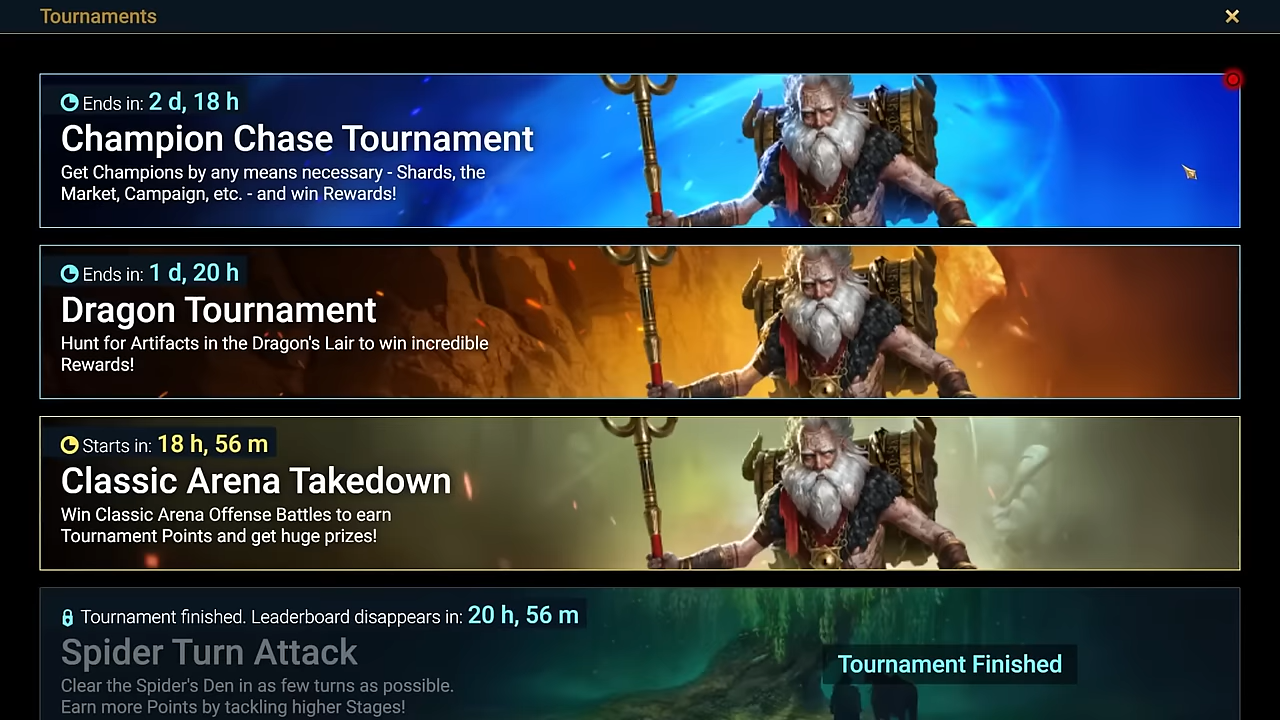 Tournaments
Ends in: 2 d, 18 h
Champion Chase Tournament
Get Champions by any means necessary - Shards, the
Market, Campaign, etc. - and win Rewards!
Ends in: 1 d, 20 h
Dragon Tournament
Hunt for Artifacts in the Dragon's Lair to win incredible
Rewards!
Starts in: 18 h, 56 m
Classic Arena Takedown
Win Classic Arena Offense Battles to earn
Tournament Points and get huge prizes!
Tournament finished. Leaderboard disappears in: 20 h, 56 m
Spider Turn Attack
Tournament Finished
Clear the Spider's Den in as few turns as possible.
Earn more Points by tackling higher Stages!